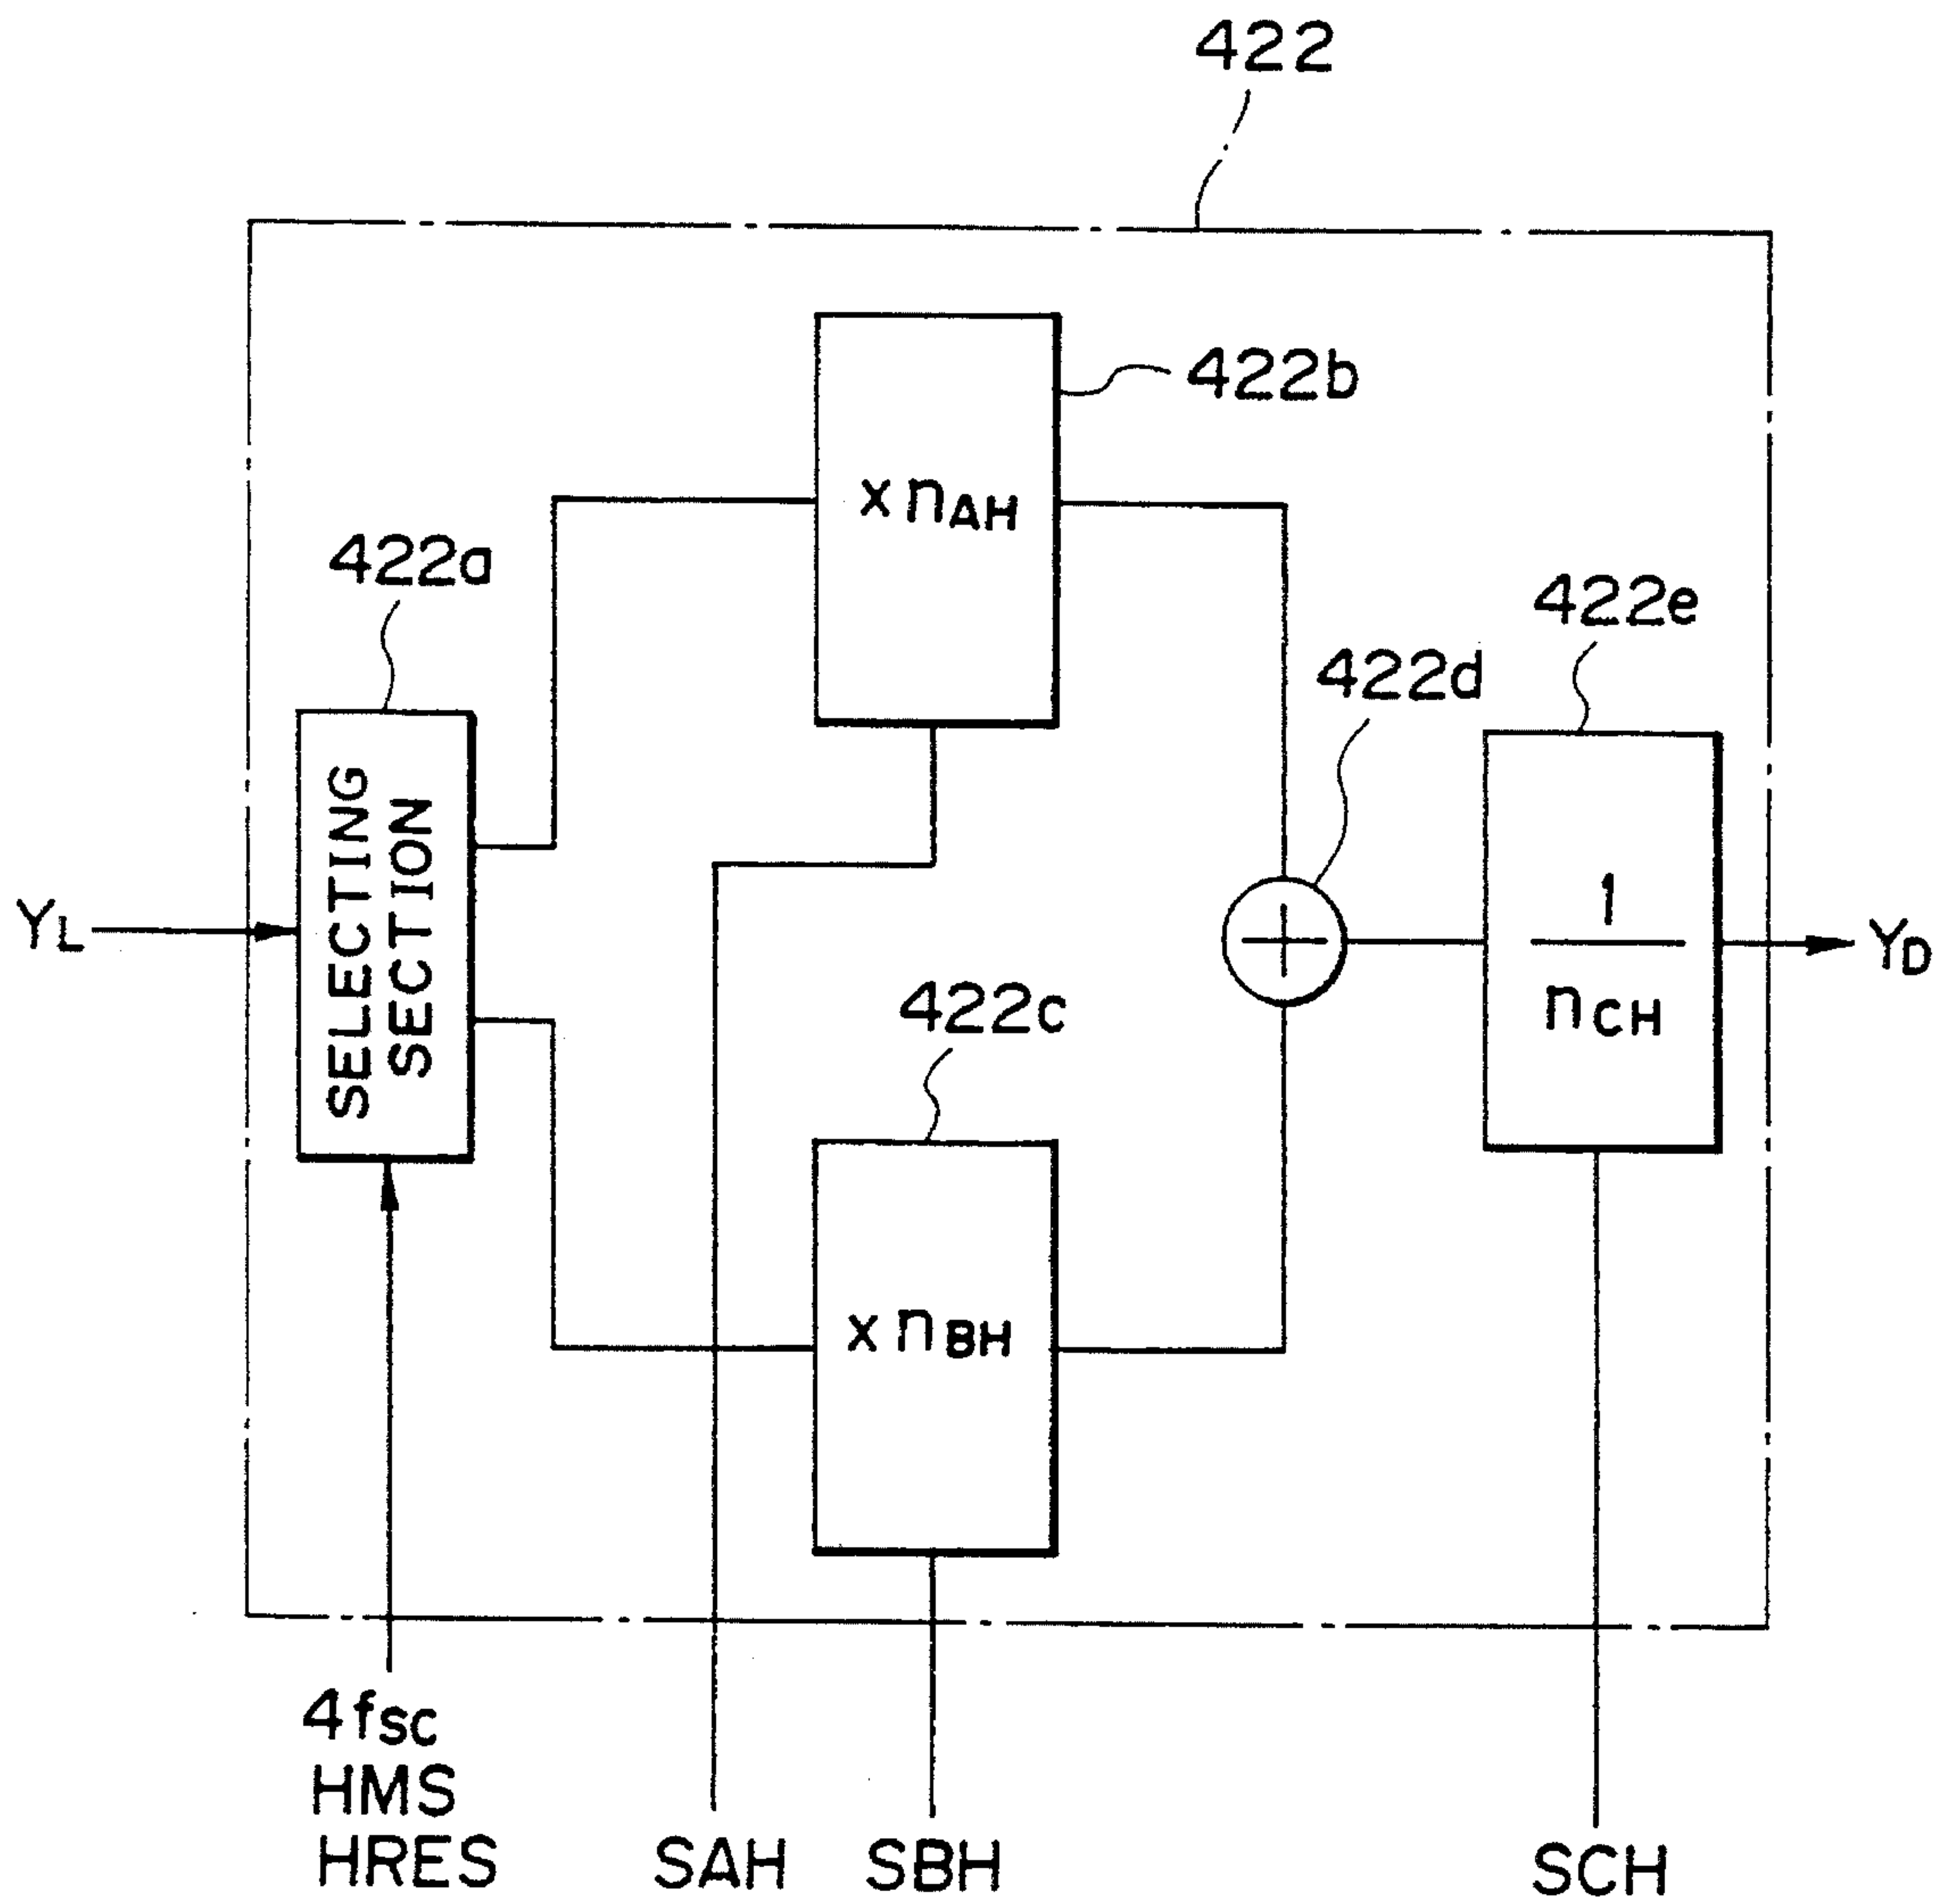 422
422b
x nAH
422a
422e
422d
SELECTING
SECTION
YL
1
nCH
YD
422c
x nBH
4fSC
HMS
HRES
SAH
SBH
SCH